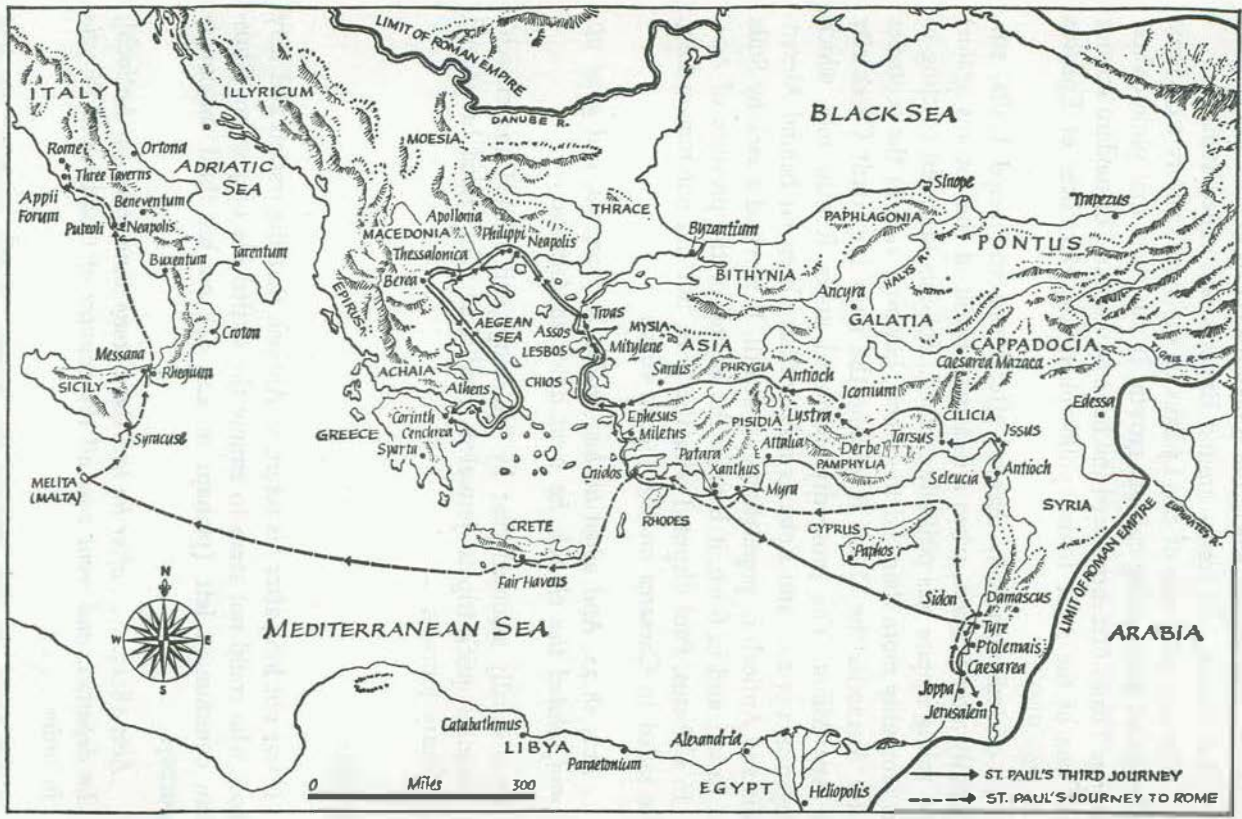 LIMIT OF ROMAN EMPIRE
DANUBE R.
ITALY
ILLYRICUM
MOESIA
BLACK SEA
Rome
Ortona
Three Taverns
ADRIATIC
SEA
Appii
Forum
Beneventum
Puteoli
Neapolis
Buxentum
Tarentum
Croton
Messana
Rhegium
SICILY
Syracuse
MELITA
(MALTA)
THRACE
Byzantium
Apollonia
MACEDONIA
Philippi
Neapolis
Thessalonica
Berea
EPIRUS
AEGEAN
SEA
Troas
Assos
MYSIA
LESBOS
Mitylene
ASIA
ACHAIA
CHIOS
Sardis
PHRYGIA
Athens
Corinth
Cenchrea
GREECE
Sparta
Ephesus
Miletus
Cnidos
Sinope
PAPHLAGONIA
Trapezus
PONTUS
BITHYNIA
HALYS R.
Ancyra
GALATIA
CAPPADOCIA
Caesarea Mazaca
Antioch
Iconium
Lystra
PISIDIA
Derbe
CILICIA
Tarsus
Issus
Edessa
Attalia
PAMPHYLIA
Patara
Xanthus
Myra
Seleucia
Antioch
SYRIA
EUPHRATES R.
RHODES
CYPRUS
Paphos
CRETE
Fair Havens
LIMIT OF ROMAN EMPIRE
Damascus
Sidon
Tyre
Ptolemais
Caesarea
Joppa
Jerusalem
ARABIA
N
W
E
S
MEDITERRANEAN SEA
Catabathmus
LIBYA
Paraetonium
Alexandria
EGYPT
Heliopolis
0 Miles 300
ST. PAUL'S THIRD JOURNEY
ST. PAUL'S JOURNEY TO ROME